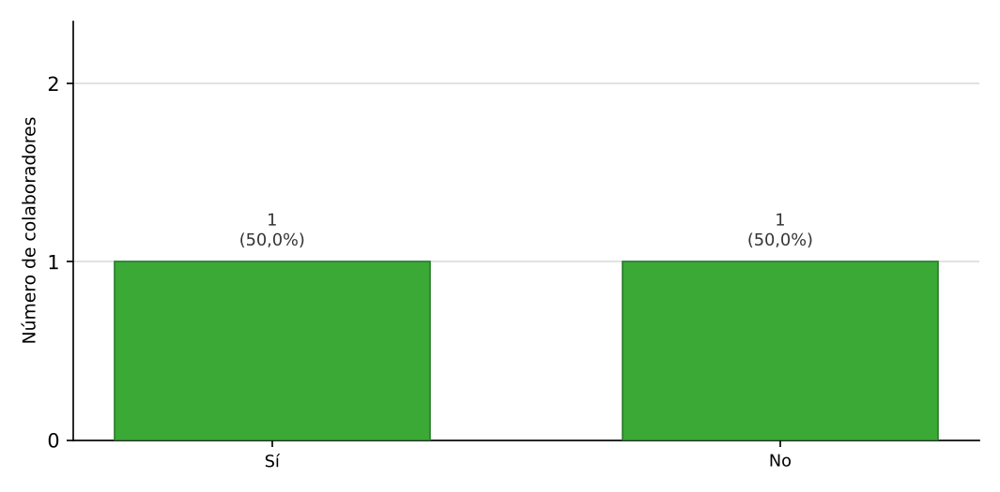 Número de colaboradores
2
1
0
1
(50,0%)
1
(50,0%)
Sí
No